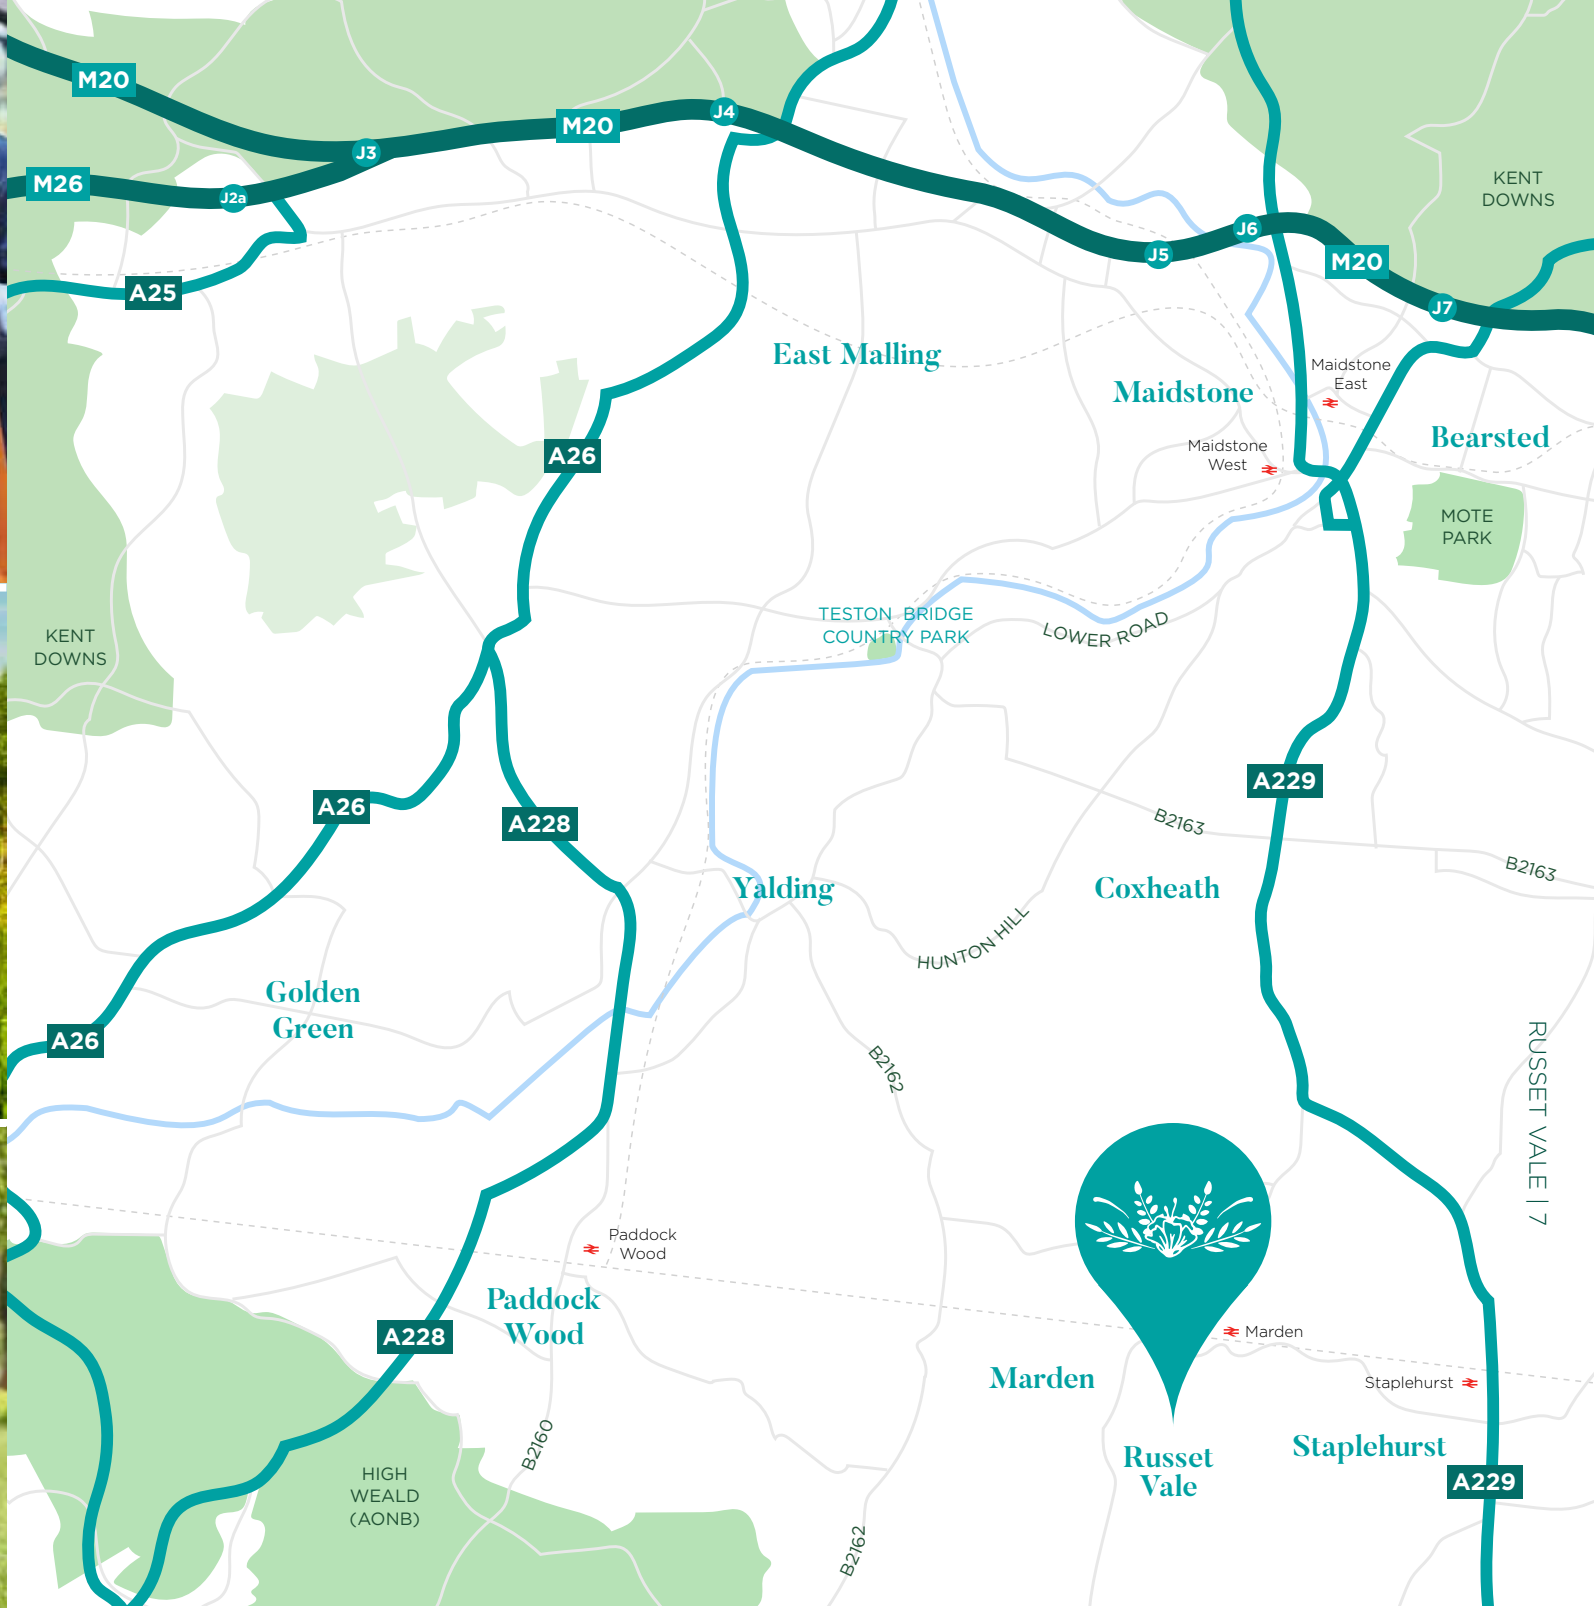 M20
J4
M20
J3
M26
J2a
KENT
DOWNS
J6
J5
M20
A25
J7
East Malling
Maidstone
East
Maidstone
Bearsted
Maidstone
West
A26
MOTE
PARK
TESTON BRIDGE
COUNTRY PARK
LOWER ROAD
KENT
DOWNS
A229
A26
A228
B2163
B2163
Yalding
Coxheath
HUNTON HILL
Golden
Green
A26
B2162
RUSSET VALE | 7
Paddock
Wood
Paddock
Wood
A228
Marden
Marden
Staplehurst
B2160
Russet
Vale
Staplehurst
A229
HIGH
WEALD
(AONB)
B2162